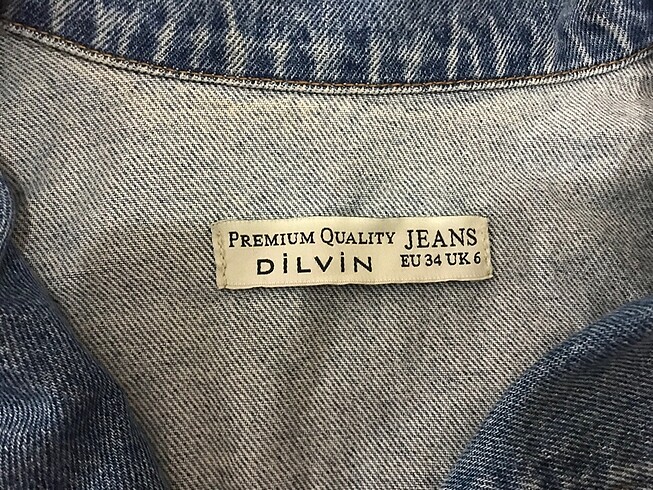 PREMIUM QUALITY JEANS
DİLVİN EU 34 UK 6